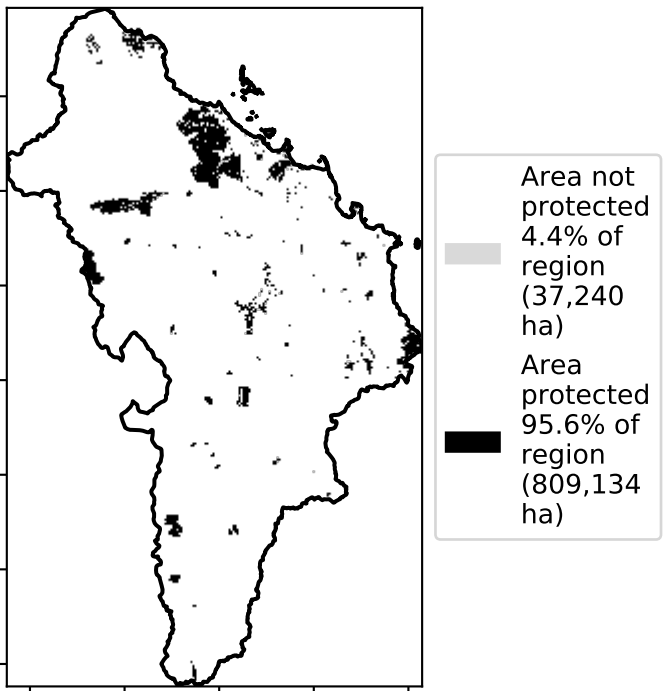 Area not
protected
4.4% of
region
(37,240
ha)
Area
protected
95.6% of
region
(809,134
ha)